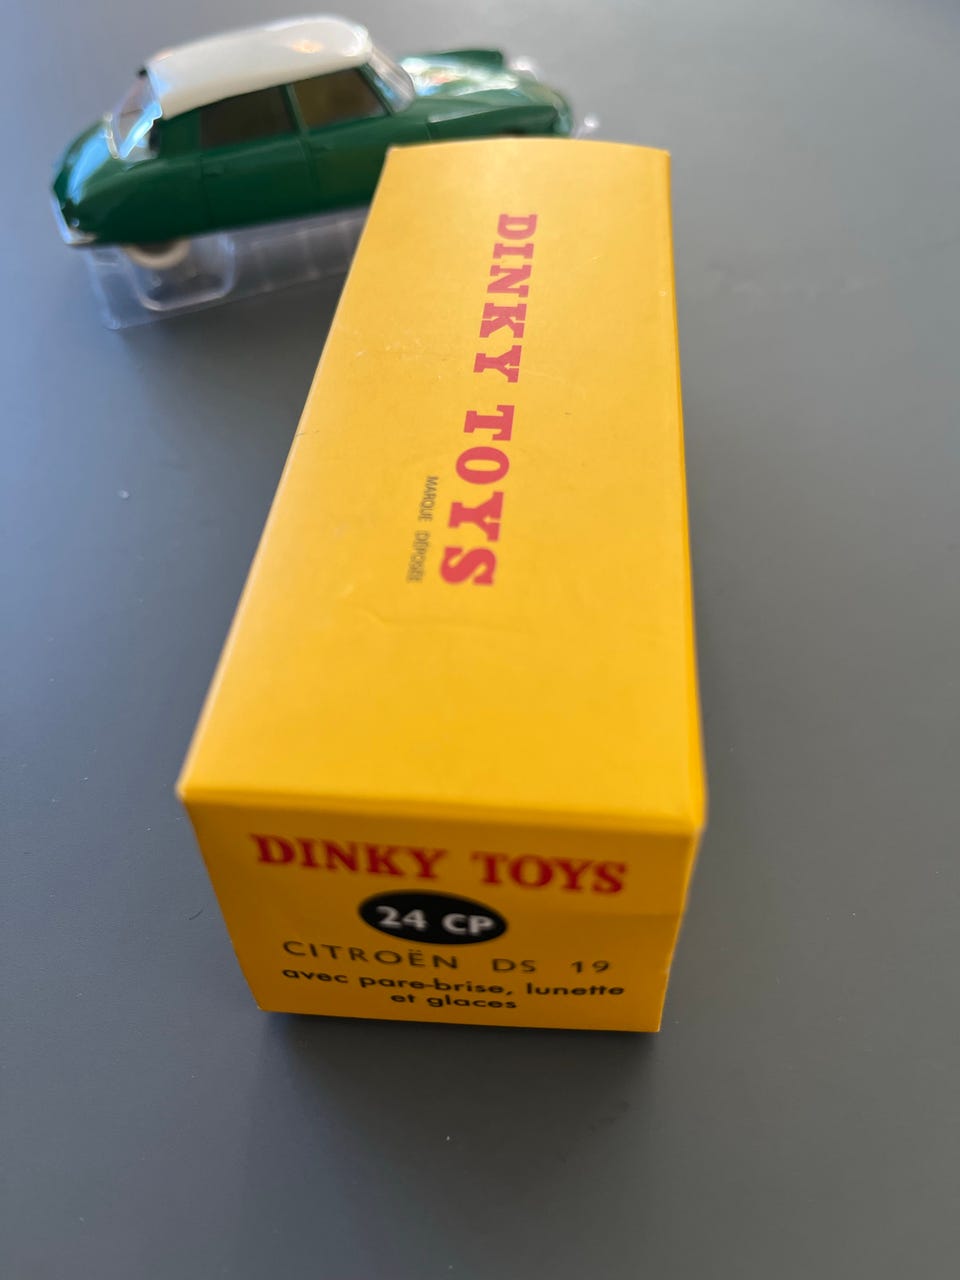 DINKY TOYS
MARQUE DÉPOSÉE
DINKY TOYS
24 CP
CITROËN DS 19
avec pare-brise, lunette
et glaces